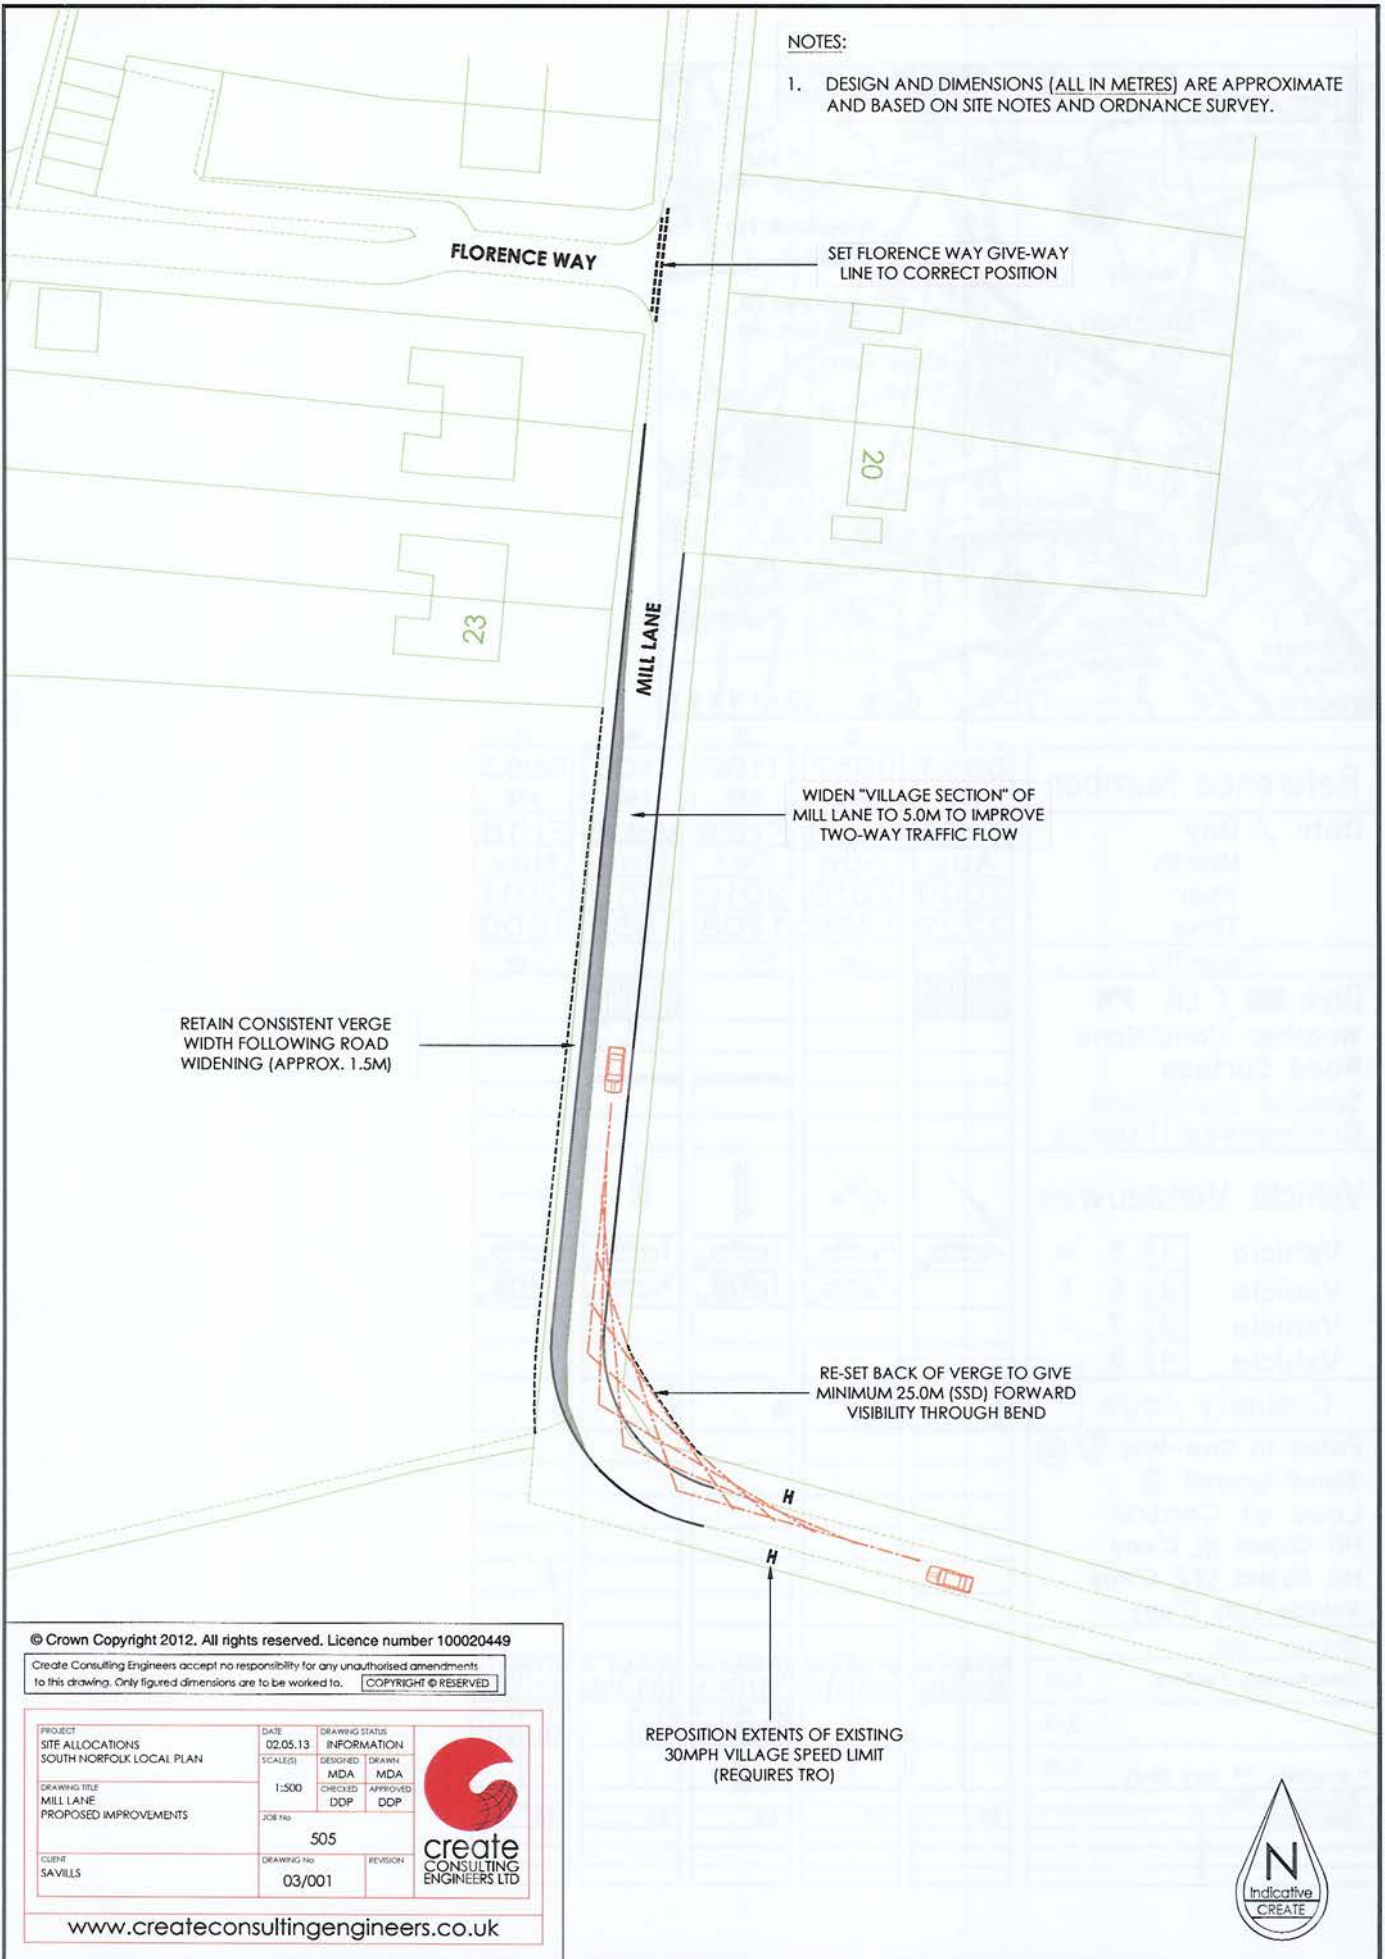 NOTES:
1. DESIGN AND DIMENSIONS (ALL IN METRES) ARE APPROXIMATE
AND BASED ON SITE NOTES AND ORDNANCE SURVEY.
FLORENCE WAY
SET FLORENCE WAY GIVE-WAY
LINE TO CORRECT POSITION
20
23
MILL LANE
WIDEN "VILLAGE SECTION" OF
MILL LANE TO 5.0M TO IMPROVE
TWO-WAY TRAFFIC FLOW
RETAIN CONSISTENT VERGE
WIDTH FOLLOWING ROAD
WIDENING (APPROX. 1.5M)
RE-SET BACK OF VERGE TO GIVE
MINIMUM 25.0M (SSD) FORWARD
VISIBILITY THROUGH BEND
H
H
REPOSITION EXTENTS OF EXISTING
30MPH VILLAGE SPEED LIMIT
(REQUIRES TRO)
© Crown Copyright 2012. All rights reserved. Licence number 100020449
Create Consulting Engineers accept no responsibility for any unauthorised amendments
to this drawing. Only figured dimensions are to be worked to. COPYRIGHT © RESERVED
PROJECT
SITE ALLOCATIONS
SOUTH NORFOLK LOCAL PLAN
DRAWING TITLE
MILL LANE
PROPOSED IMPROVEMENTS
CLIENT
SAVILLS
DATE
02.05.13
DRAWING STATUS
INFORMATION
SCALE(S)
1:500
DESIGNED
MDA
DRAWN
MDA
CHECKED
DDP
APPROVED
DDP
JOB No
505
DRAWING No
03/001
REVISION
create
CONSULTING
ENGINEERS LTD
www.createconsultingengineers.co.uk
N
Indicative
CREATE